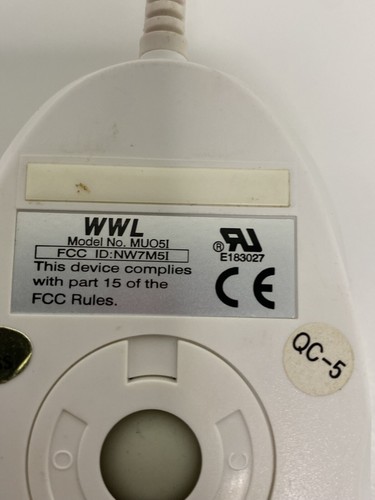 WWL
Model No. MUO5I
FCC ID:NW7M5I
This device complies
with part 15 of the
FCC Rules.
® RU
E183027
CE
QC-5
O
C